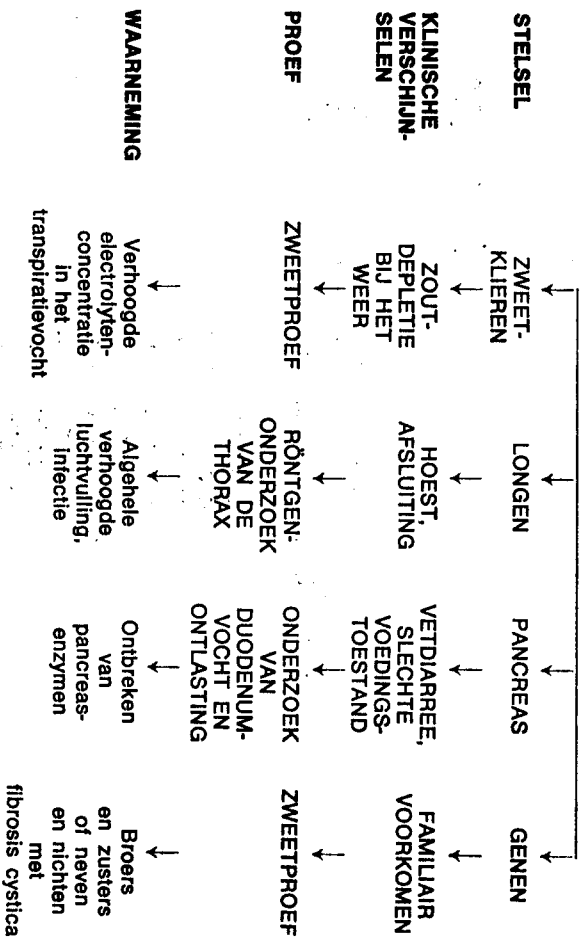 STELSEL
ZWEET-
KLIEREN
LONGEN
PANCREAS
GENEN
KLINISCHE
VERSCHIJN-
SELEN
ZOUT-
DEPLETIE
BIJ HET
WEER
HOEST,
AFSLUITING
VETDIARREE,
SLECHTE
VOEDINGS-
TOESTAND
FAMILIAIR
VOORKOMEN
PROEF
ZWEETPROEF
RÖNTGEN-
ONDERZOEK
VAN DE
THORAX
ONDERZOEK
VAN
DUODENUM-
VOCHT EN
ONTLASTING
ZWEETPROEF
WAARNEMING
Verhoogde
electrolyten-
concentratie
in het
transpiratievocht
Algehele
verhoogde
luchtvulling,
infectie
Ontbreken
van
pancreas-
enzymen
Broers
en zusters
of neven
en nichten
met
fibrosis cystica